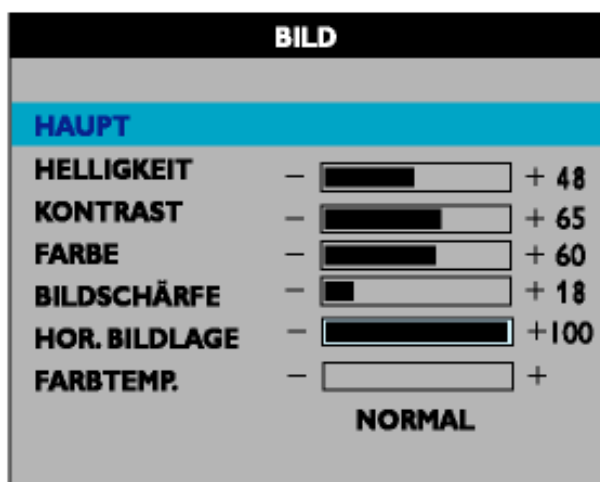 BILD
HAUPT
HELLIGKEIT – + 48
KONTRAST – + 65
FARBE – + 60
BILDSCHÄRFE – + 18
HOR. BILDLAGE – +100
FARBTEMP. – +
NORMAL